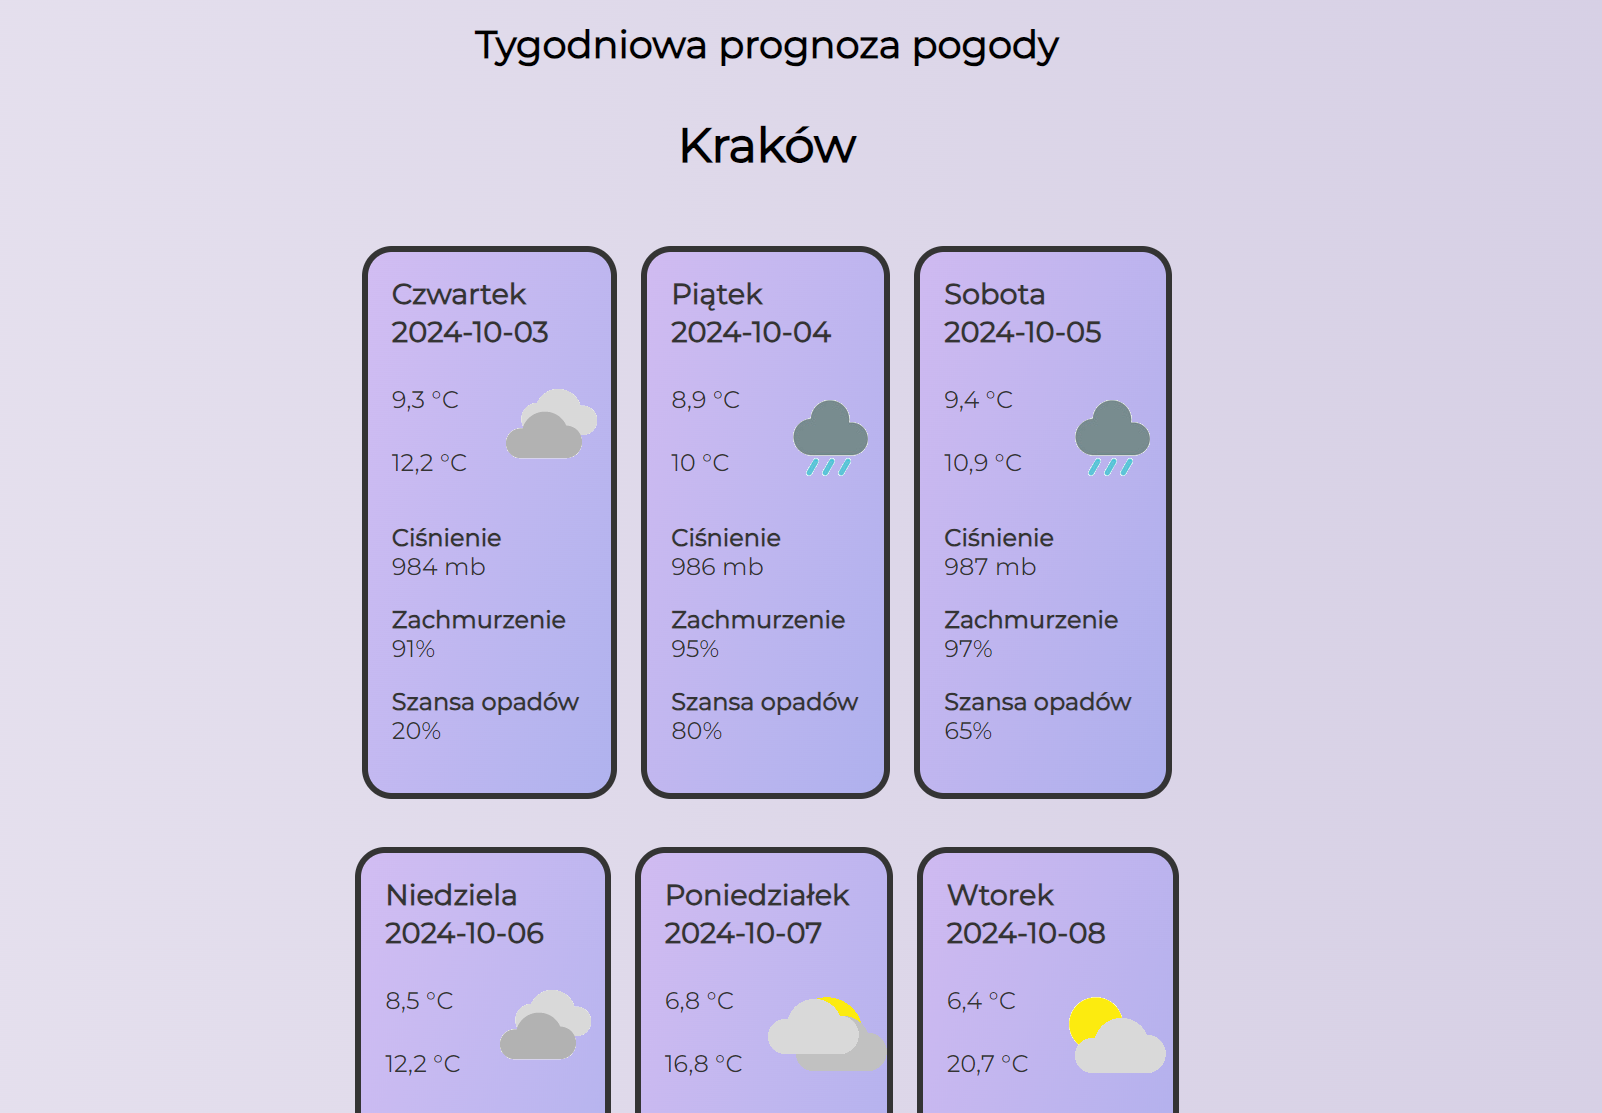 Tygodniowa prognoza pogody
Kraków
Czwartek
2024-10-03
9,3 °C
12,2 °C
Ciśnienie
984 mb
Zachmurzenie
91%
Szansa opadów
20%
Piątek
2024-10-04
8,9 °C
10 °C
Ciśnienie
986 mb
Zachmurzenie
95%
Szansa opadów
80%
Sobota
2024-10-05
9,4 °C
10,9 °C
Ciśnienie
987 mb
Zachmurzenie
97%
Szansa opadów
65%
Niedziela
2024-10-06
8,5 °C
12,2 °C
Poniedziałek
2024-10-07
6,8 °C
16,8 °C
Wtorek
2024-10-08
6,4 °C
20,7 °C